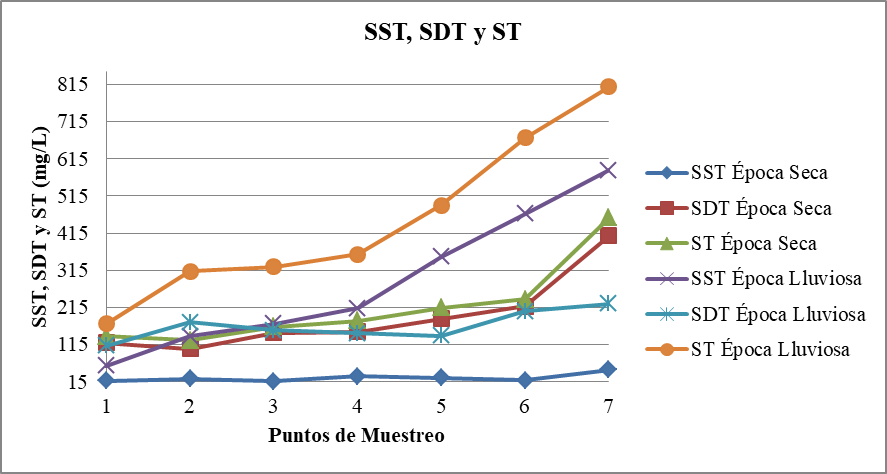 SST, SDT y ST
SST, SDT y ST (mg/L)
815
715
615
515
415
315
215
115
15
1 2 3 4 5 6 7
Puntos de Muestreo
SST Época Seca
SDT Época Seca
ST Época Seca
SST Época Lluviosa
SDT Época Lluviosa
ST Época Lluviosa